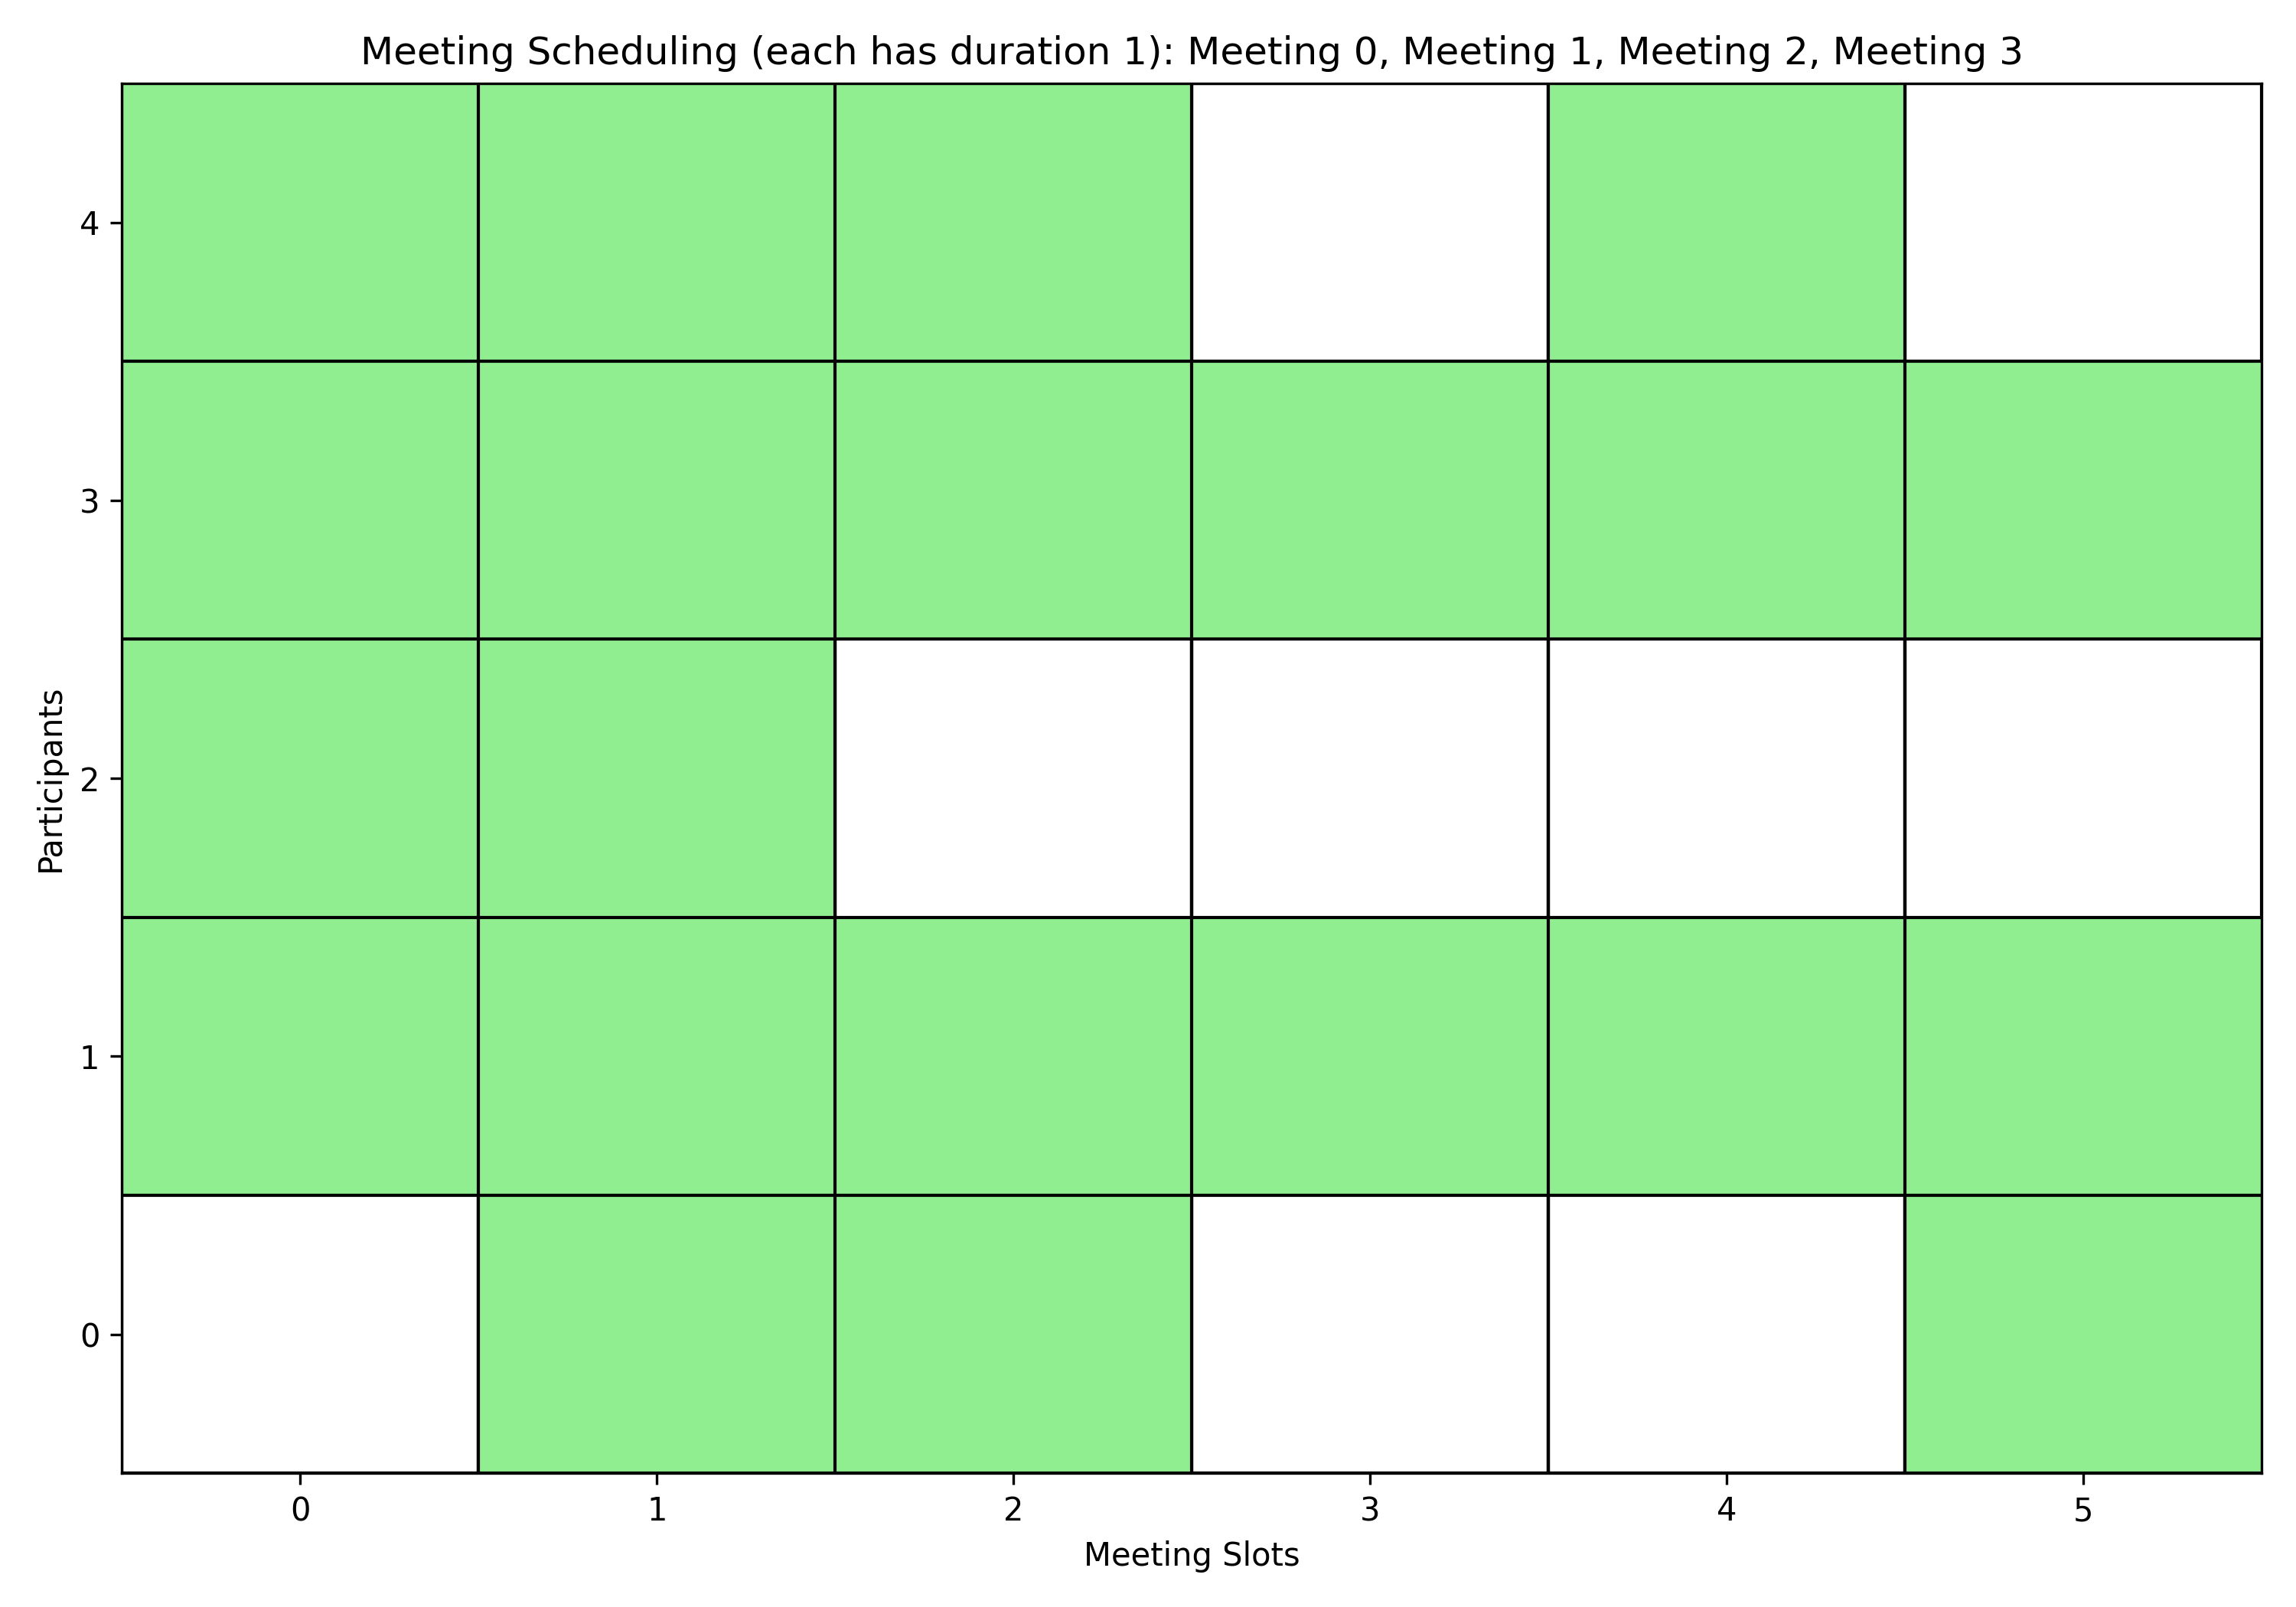 Meeting Scheduling (each has duration 1): Meeting 0, Meeting 1, Meeting 2, Meeting 3
Participants
4
3
2
1
0
0 1 2 3 4 5
Meeting Slots